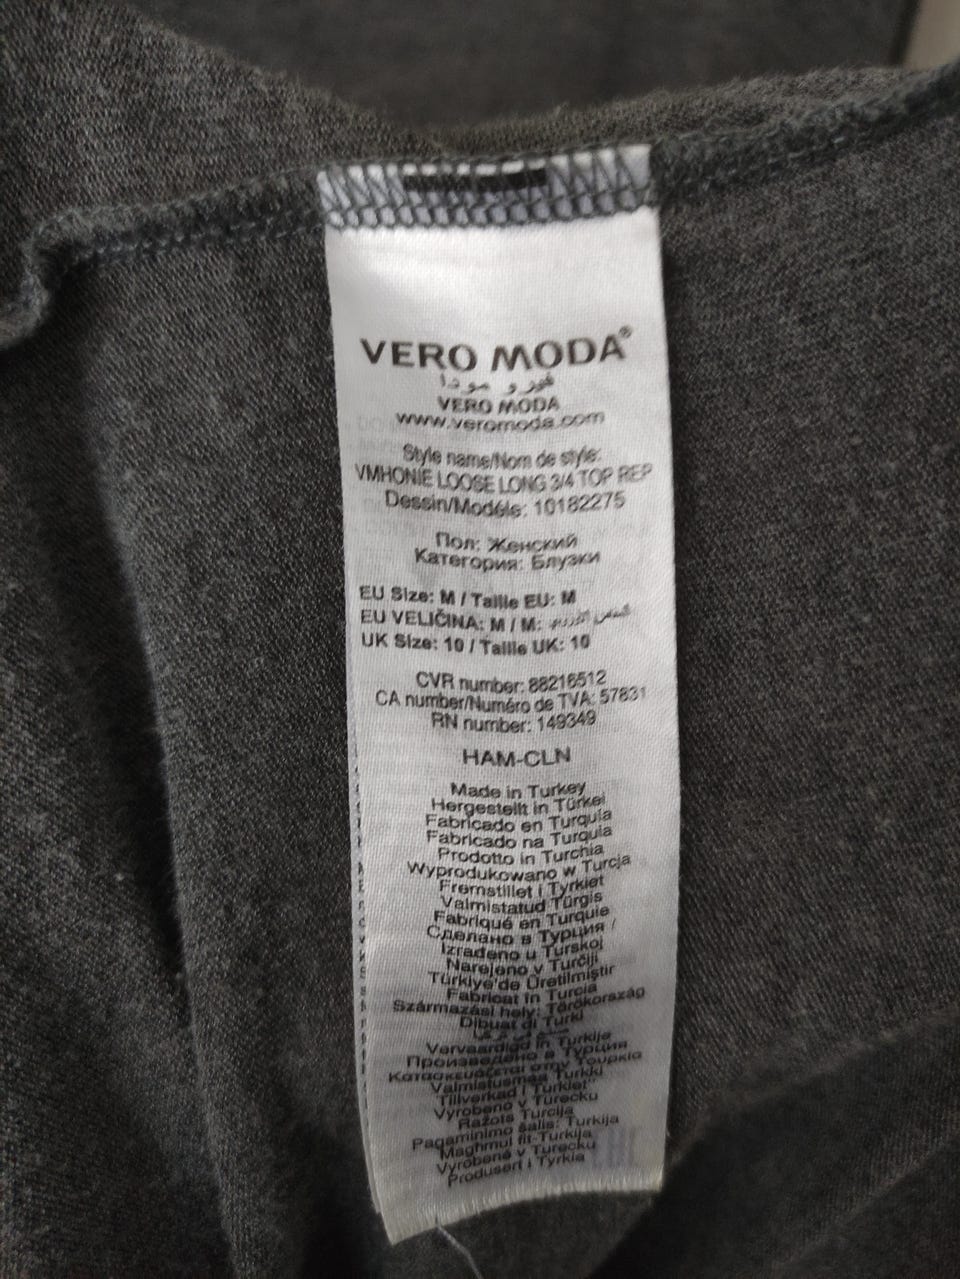 VERO MODA®
فيرو مودا
VERO MODA
www.veromoda.com
Style name/Nom de style:
VMHONIE LOOSE LONG 3/4 TOP REP
Dessin/Modéle: 10182275
Пол: Женский
Категория: Блузки
EU Size: M / Taille EU: M
EU VELIČINA: M / M:
UK Size: 10 / Taille UK: 10
CVR number: 88216512
CA number/Numéro de TVA: 57831
RN number: 149349
HAM-CLN
Made in Turkey
Hergestellt in Türkei
Fabricado en Turquía
Fabricado na Turquia
Prodotto in Turchia
Wyprodukowano w Turcja
Fremstillet i Tyrkiet
Valmistatud Türgis
Fabriqué en Turquie
Сделано в Турция /
Izrađeno u Turskoj
Narejeno v Turčiji
Türkiye'de Üretilmiştir
Fabricat în Turcia
Származási hely: Törökország
Dibuat di Turki
Vervaardigd in Turkije
Произведено в Турция
Κατασκευάζεται στην Τουρκία
Valmistusmaa Turkki
Tillverkad i Turkiet"
Vyrobeno v Turecku
Ražots Turcija
Pagaminimo šalis: Turkija
Magħmul fit-Turkija
Vyrobené v Turecku
Produsert i Tyrkia